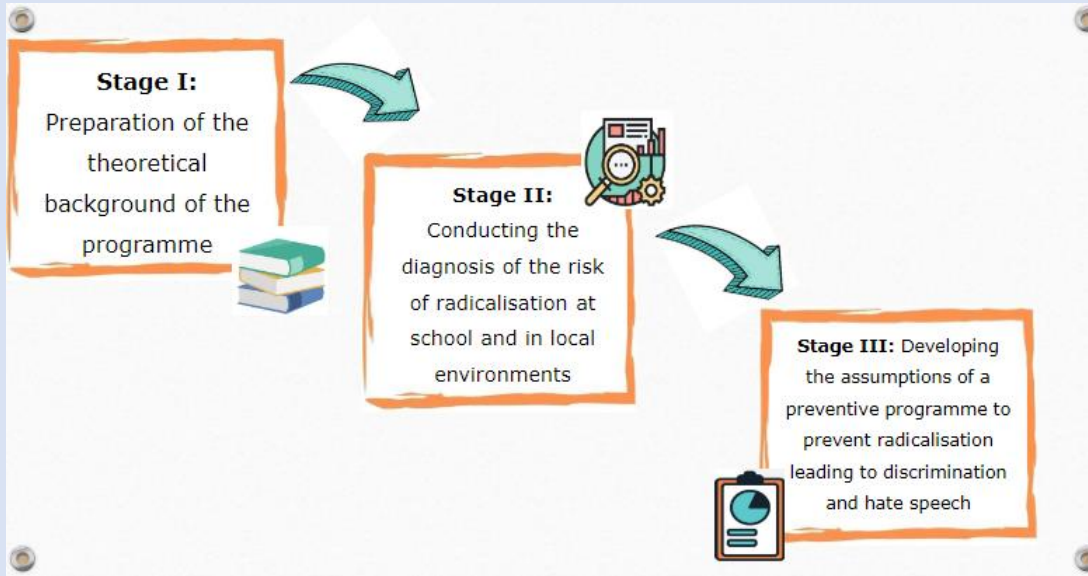 Stage I:
Preparation of the
theoretical
background of the
programme
Stage II:
Conducting the
diagnosis of the risk
of radicalisation at
school and in local
environments
Stage III: Developing
the assumptions of a
preventive programme to
prevent radicalisation
leading to discrimination
and hate speech